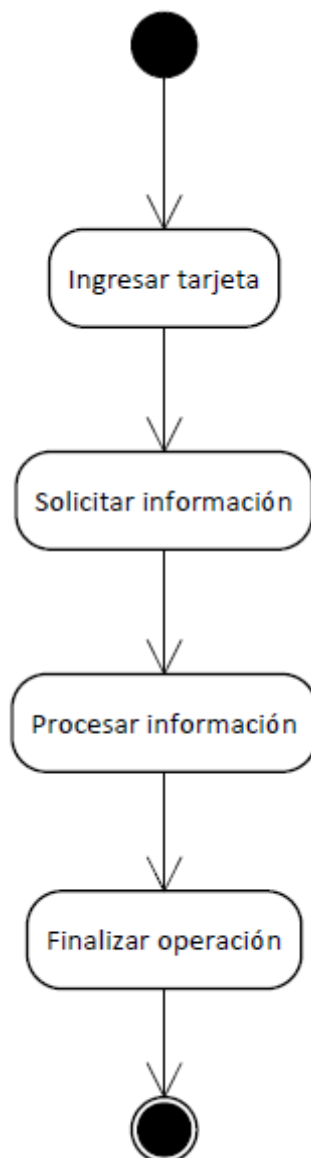 Ingresar tarjeta
Solicitar información
Procesar información
Finalizar operación